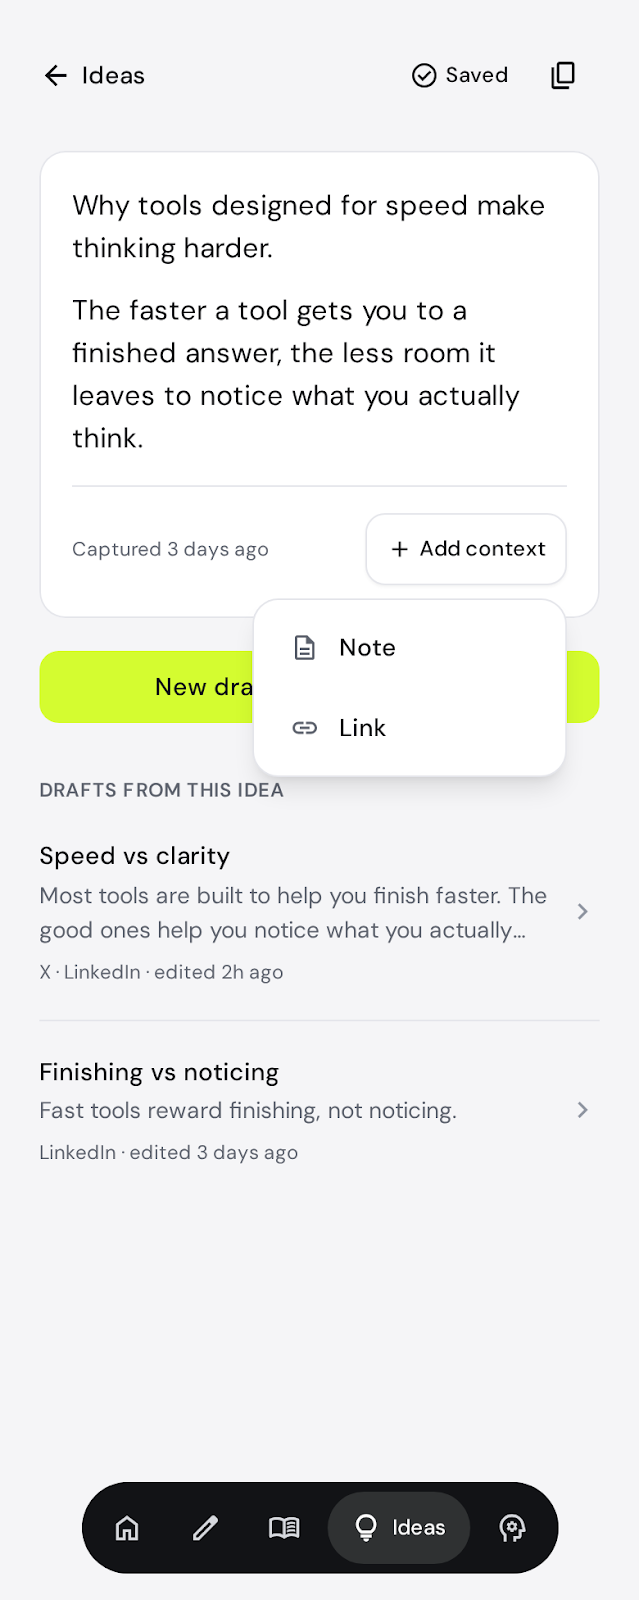 Ideas
Saved
Why tools designed for speed make
thinking harder.
The faster a tool gets you to a
finished answer, the less room it
leaves to notice what you actually
think.
Captured 3 days ago
+ Add context
Note
Link
New dra
DRAFTS FROM THIS IDEA
Speed vs clarity
Most tools are built to help you finish faster. The
good ones help you notice what you actually...
X · LinkedIn · edited 2h ago
Finishing vs noticing
Fast tools reward finishing, not noticing.
LinkedIn · edited 3 days ago
Ideas